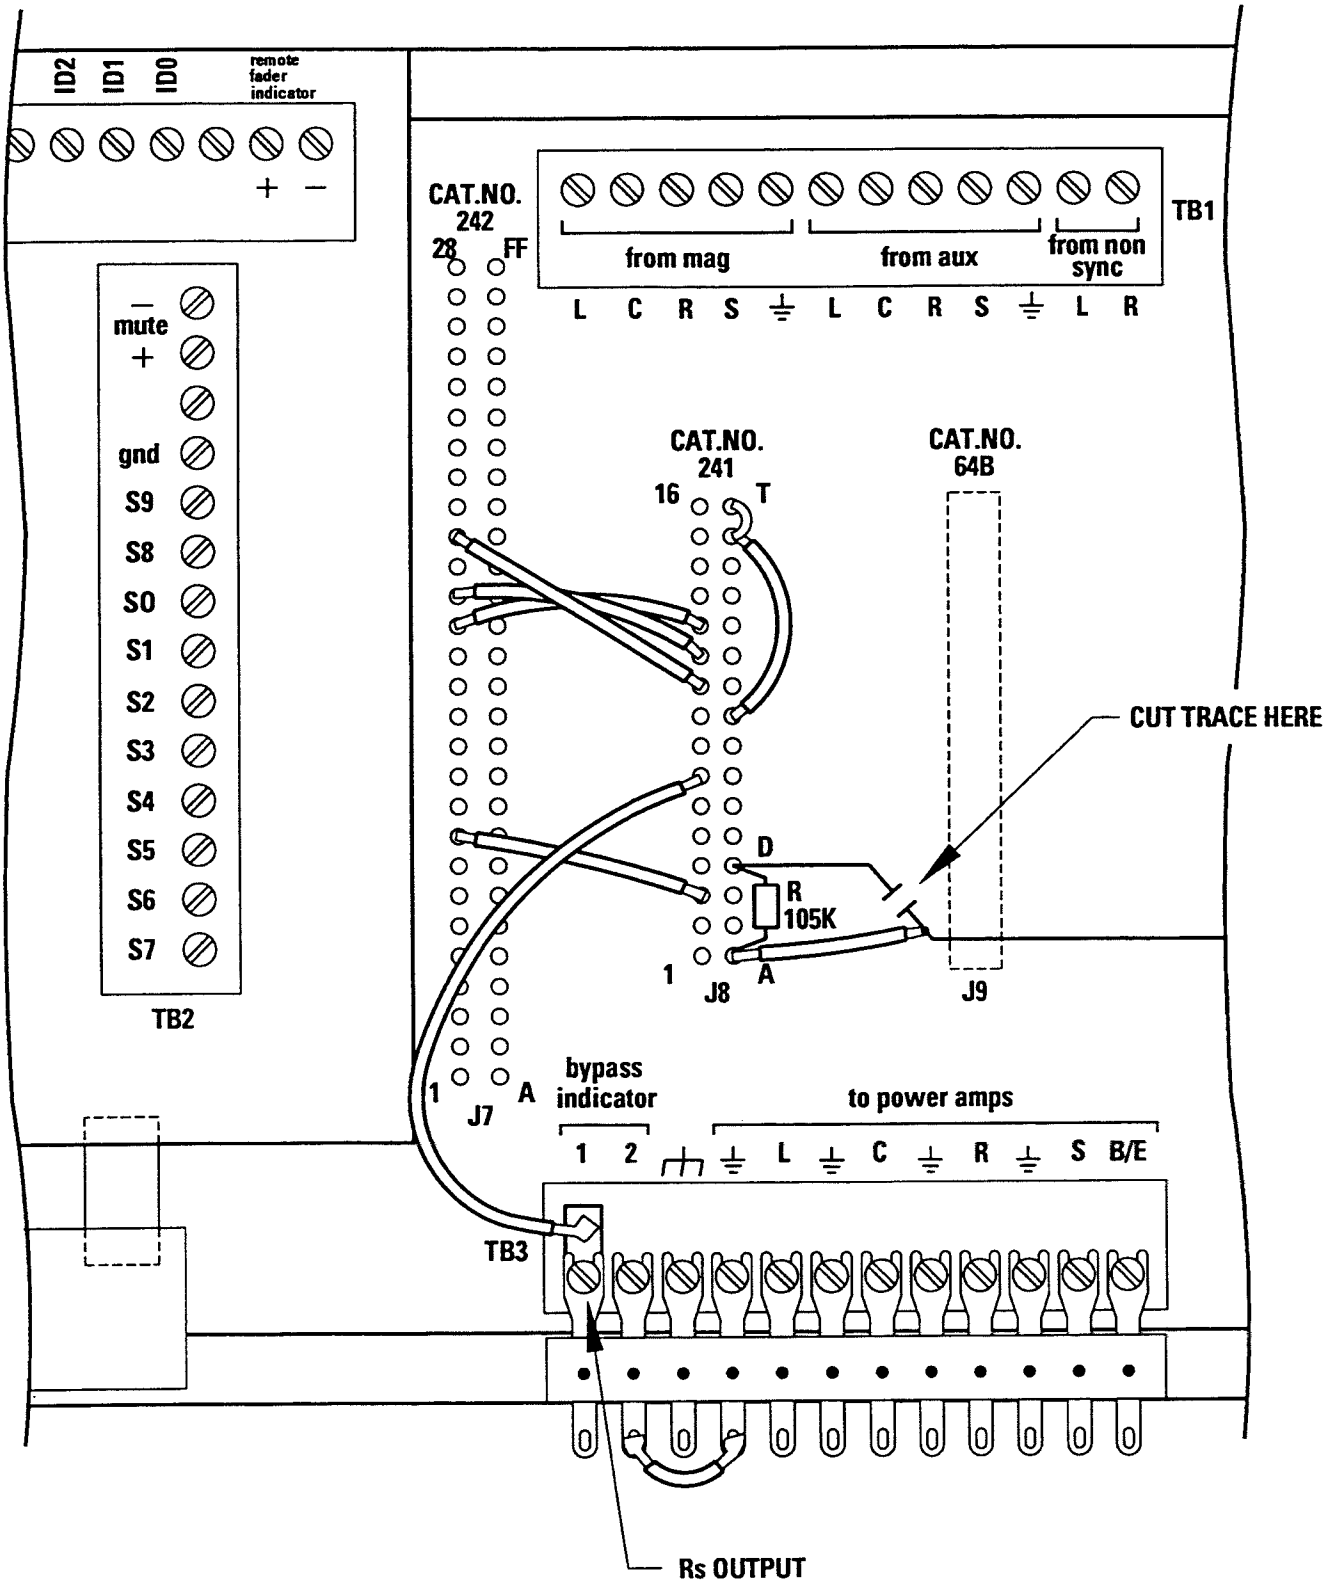 ID2 ID1 ID0
remote
fader
indicator
+ −
CAT.NO.
242
28 FF
TB1
from mag from aux from non
sync
L C R S L C R S L R
−
mute
+
gnd
S9
S8
S0
S1
S2
S3
S4
S5
S6
S7
TB2
CAT.NO.
241
16 T
CAT.NO.
64B
CUT TRACE HERE
D
R
105K
1 A
J8
J9
1 A
J7
bypass
indicator
to power amps
1 2 L C R S B/E
TB3
Rs OUTPUT